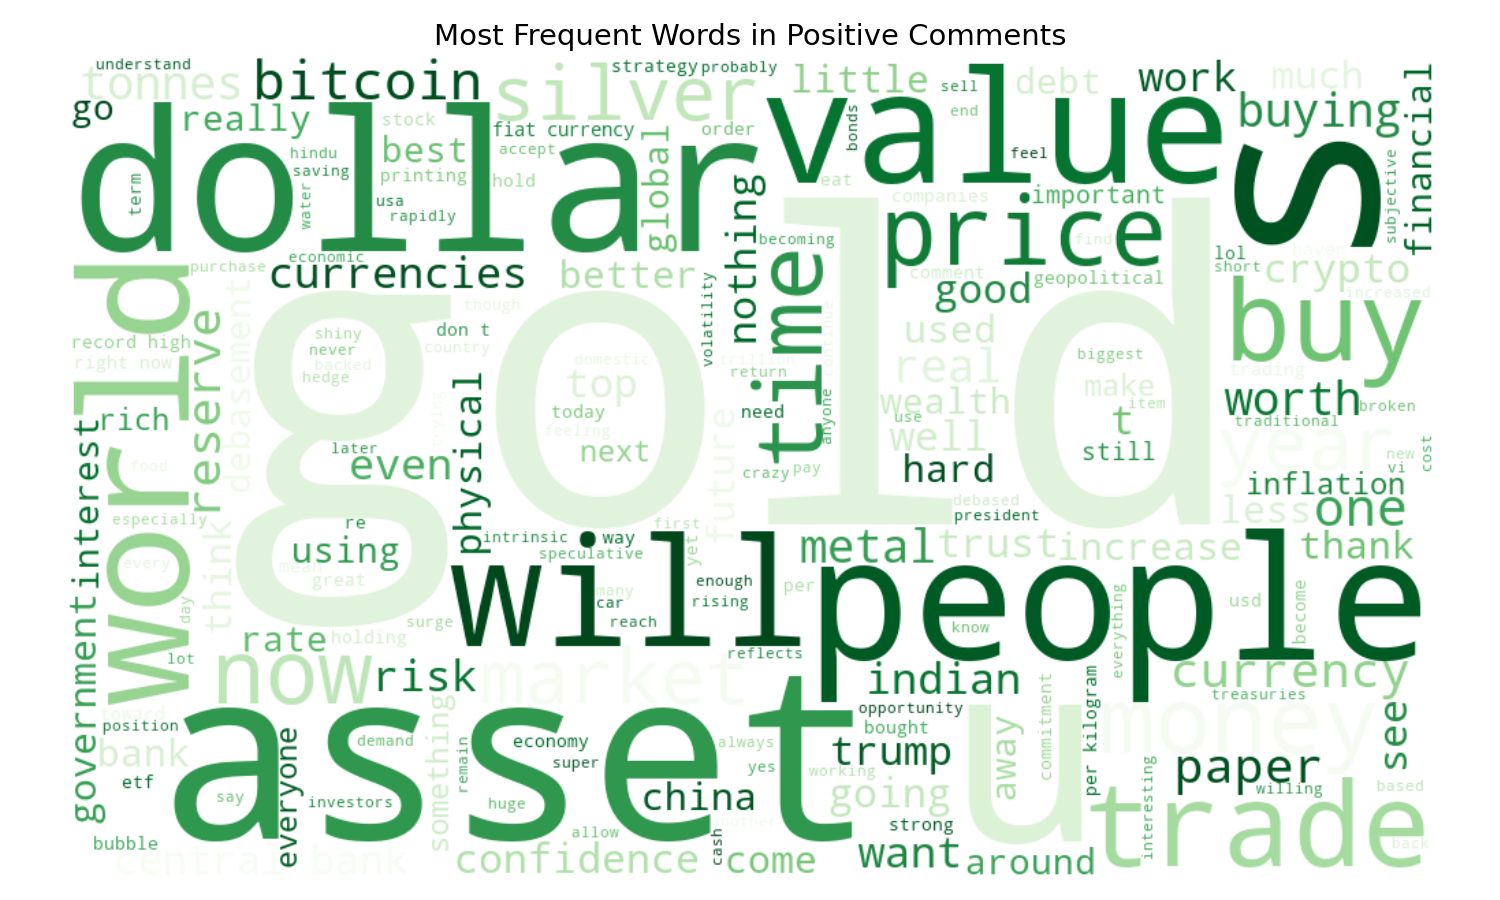 Most Frequent Words in Positive Comments
understand
tonnes
bitcoin
silver
strategy
probably
little
sell
debt
work
much
go
really
stock
fiat currency
order
end
buying
financial
dollar
value
s
hindu
saving
best
printing
accept
hold
global
bonds
feel
eat
companies
important
subjective
term
water
usa
rapidly
nothing
price
find
becoming
haven
lol
short
crypto
increased
economic
purchase
currencies
better
comment
geopolitical
good
world
reserve
debasement
gold
though
volatility
time
continue
used
buy
record high
right now
shiny
never
backed
hedge
don t
country
domestic
trillion
return
top
real
biggest
make
trading
worth
broken
traditional
rich
today
feeling
next
need
anyone
wealth
use
well
t
item
still
year
new
vi
cost
interest
food
later
trying
even
physical
future
crazy
pay
hard
debased
president
inflation
less
one
especially
re
using
mean
great
think
every
intrinsic
way
speculative
first
yet
metal
trust
increase
thank
government
day
will
many
car
enough
rising
reach
per
people
know
everything
usd
become
rate
holding
surge
lot
now
risk
market
reflects
indian
currency
treasuries
toward
position
bank
asset
something
demand
remain
economy
super
always
yes
opportunity
bought
u
away
commitment
per kilogram
money
see
etf
say
everyone
investors
huge
china
trump
working
going
paper
willing
based
bubble
allow
another
cash
strong
interesting
trade
back
central bank
confidence
come
want
around